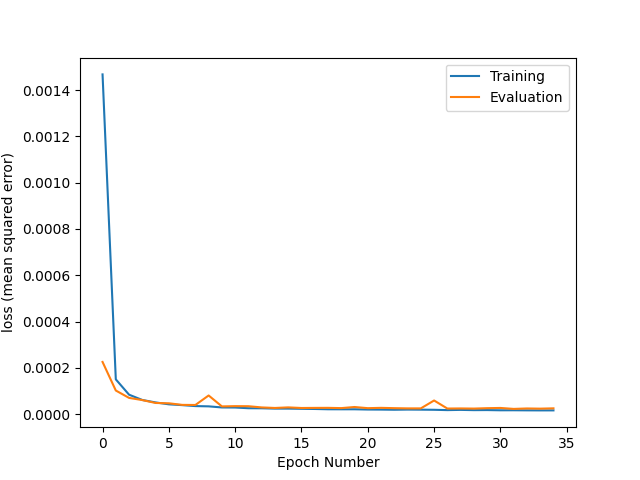 Training
Evaluation
0.0014
0.0012
0.0010
0.0008
0.0006
0.0004
0.0002
0.0000
loss (mean squared error)
0 5 10 15 20 25 30 35
Epoch Number